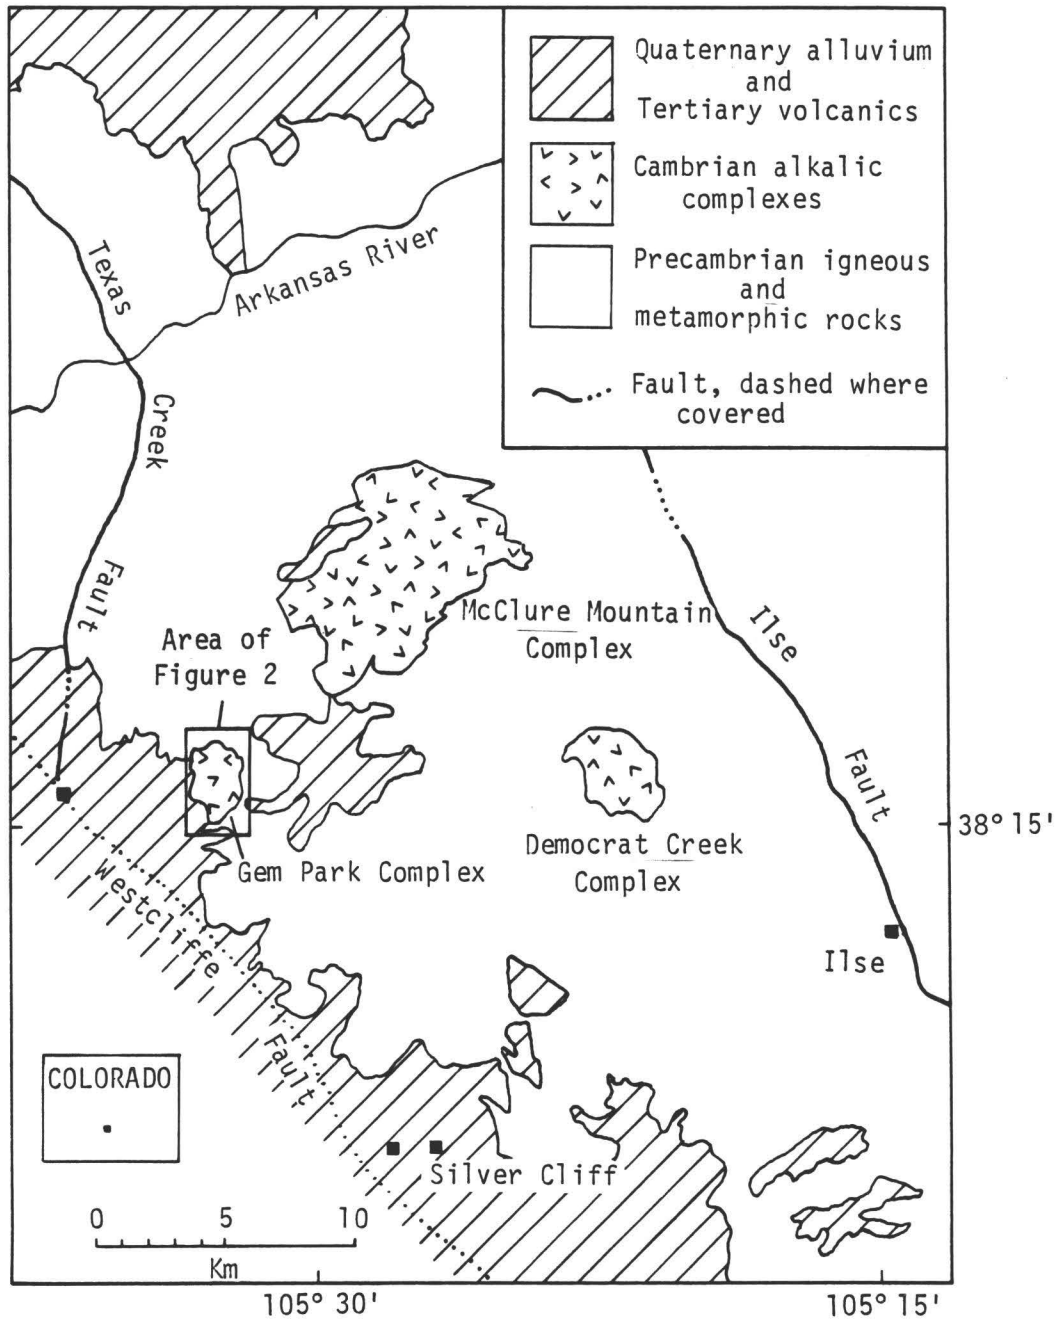 Quaternary alluvium
and
Tertiary volcanics
Cambrian alkalic
complexes
Precambrian igneous
and
metamorphic rocks
Fault, dashed where
covered
Texas
Creek
Fault
Arkansas River
McClure Mountain
Complex
Ilse
Fault
Area of
Figure 2
38° 15'
Democrat Creek
Complex
Gem Park Complex
Westcliffe
Fault
Ilse
COLORADO
Silver Cliff
0 5 10
Km
105° 30'
105° 15'